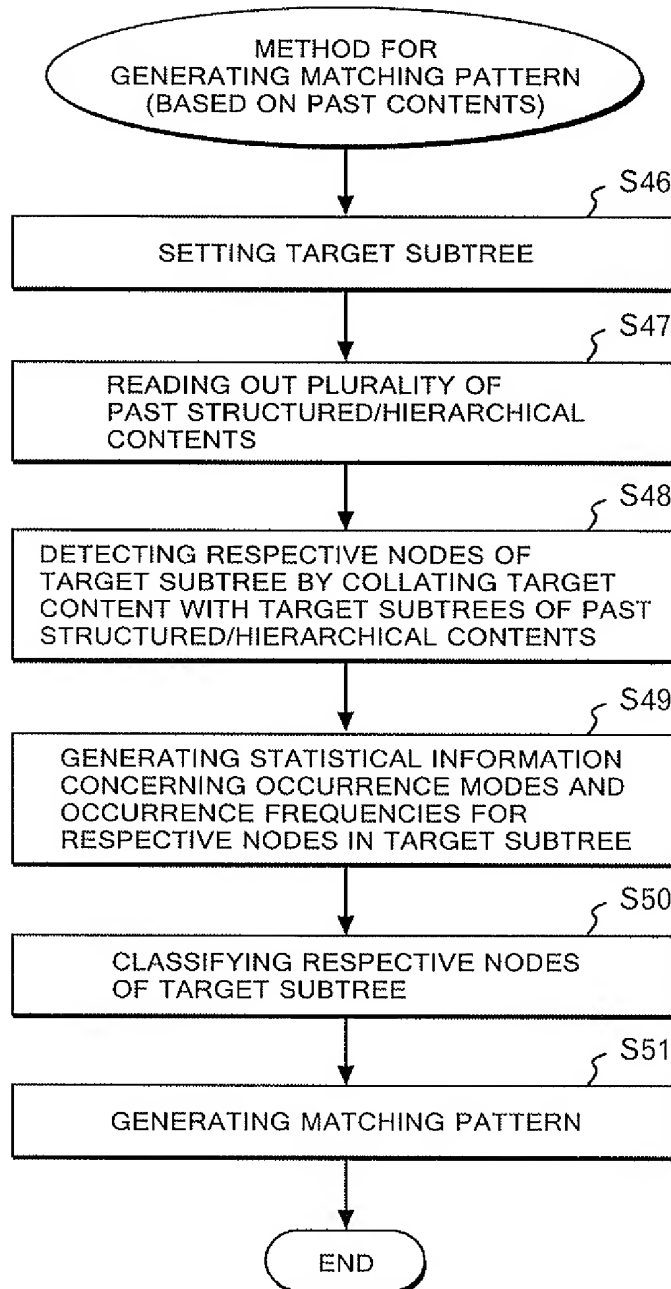 METHOD FOR
GENERATING MATCHING PATTERN
(BASED ON PAST CONTENTS)
S46
SETTING TARGET SUBTREE
S47
READING OUT PLURALITY OF
PAST STRUCTURED/HIERARCHICAL
CONTENTS
S48
DETECTING RESPECTIVE NODES OF
TARGET SUBTREE BY COLLATING TARGET
CONTENT WITH TARGET SUBTREES OF PAST
STRUCTURED/HIERARCHICAL CONTENTS
S49
GENERATING STATISTICAL INFORMATION
CONCERNING OCCURRENCE MODES AND
OCCURRENCE FREQUENCIES FOR
RESPECTIVE NODES IN TARGET SUBTREE
S50
CLASSIFYING RESPECTIVE NODES
OF TARGET SUBTREE
S51
GENERATING MATCHING PATTERN
END